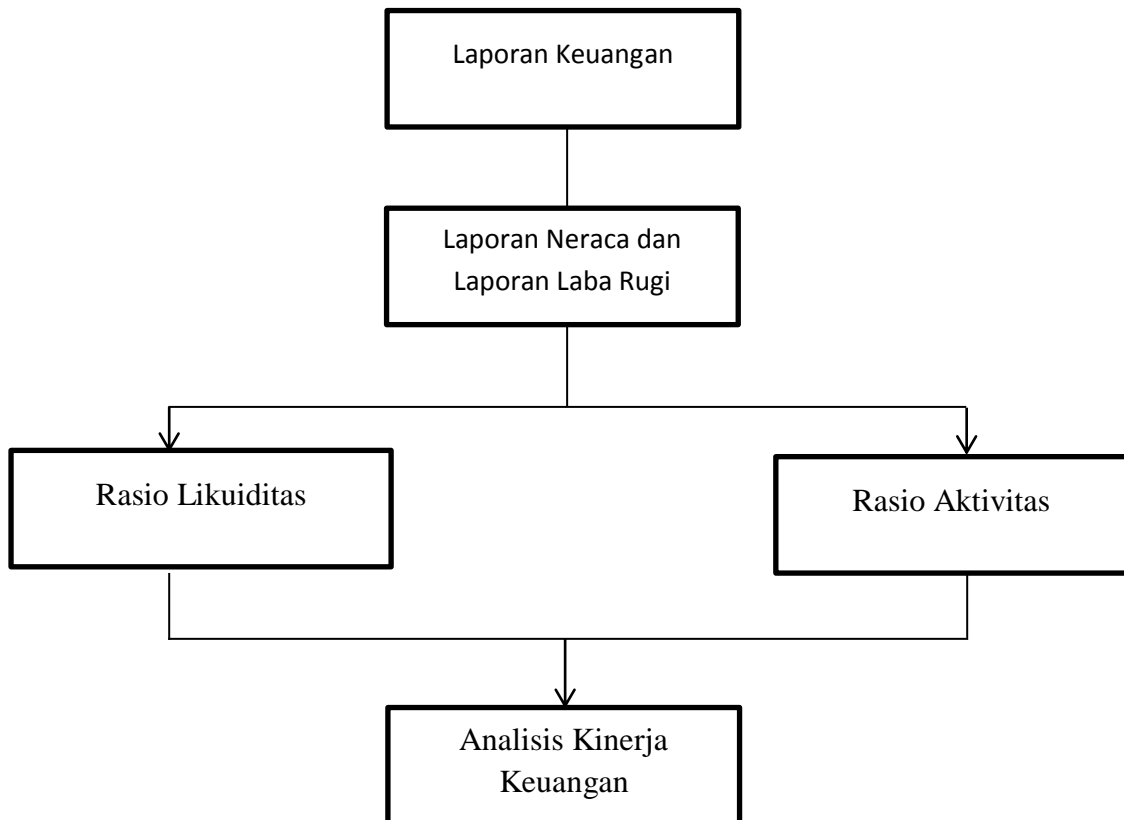 Laporan Keuangan
Laporan Neraca dan
Laporan Laba Rugi
Rasio Likuiditas
Rasio Aktivitas
Analisis Kinerja
Keuangan